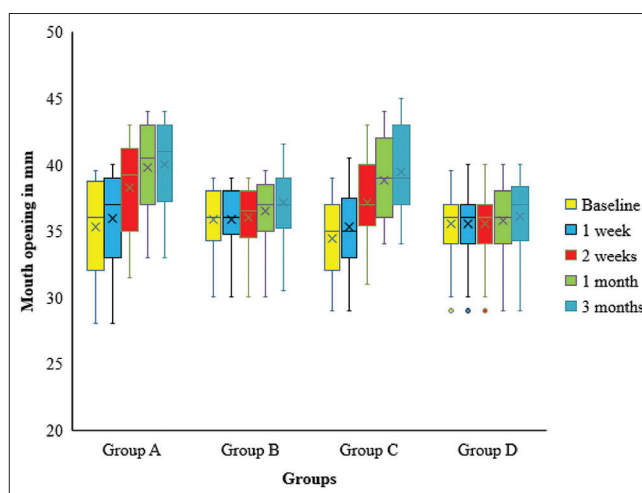 50
45
40
35
30
25
20
Mouth opening in mm
Group A Group B Group C Group D
Groups
Baseline
1 week
2 weeks
1 month
3 months